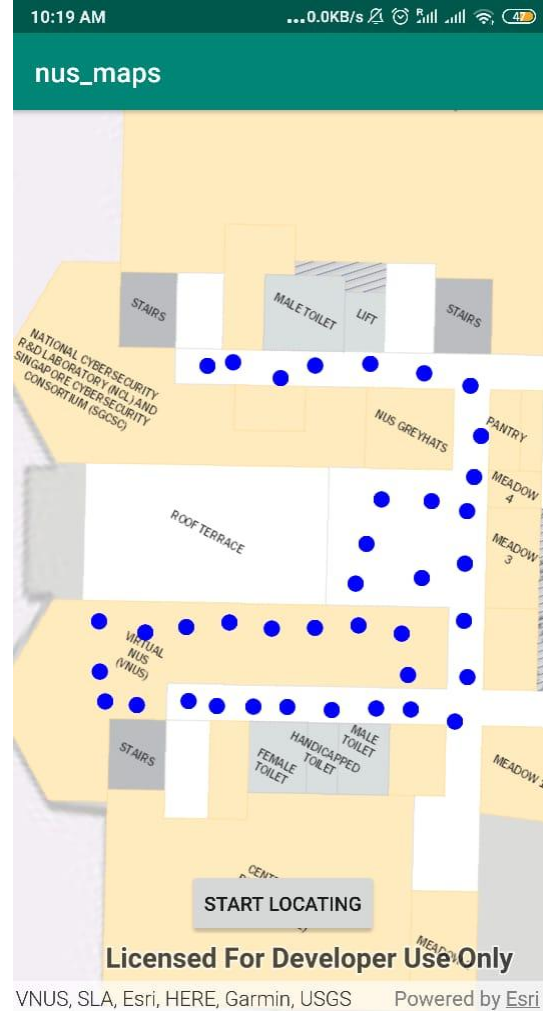 10:19 AM
...0.0KB/s
R
47
nus_maps
STAIRS
MALE TOILET
LIFT
STAIRS
NATIONAL CYBERSECURITY
R&D LABORATORY (NCL) AND
SINGAPORE CYBERSECURITY
CONSORTIUM (SGCSC)
NUS GREYHATS
PANTRY
MEADOW
4
ROOF TERRACE
MEADOW
3
VIRTUAL
NUS
(VNUS)
STAIRS
FEMALE
TOILET
HANDICAPPED
TOILET
MALE
TOILET
MEADOW
START LOCATING
Licensed For Developer Use Only
VNUS, SLA, Esri, HERE, Garmin, USGS
Powered by Esri